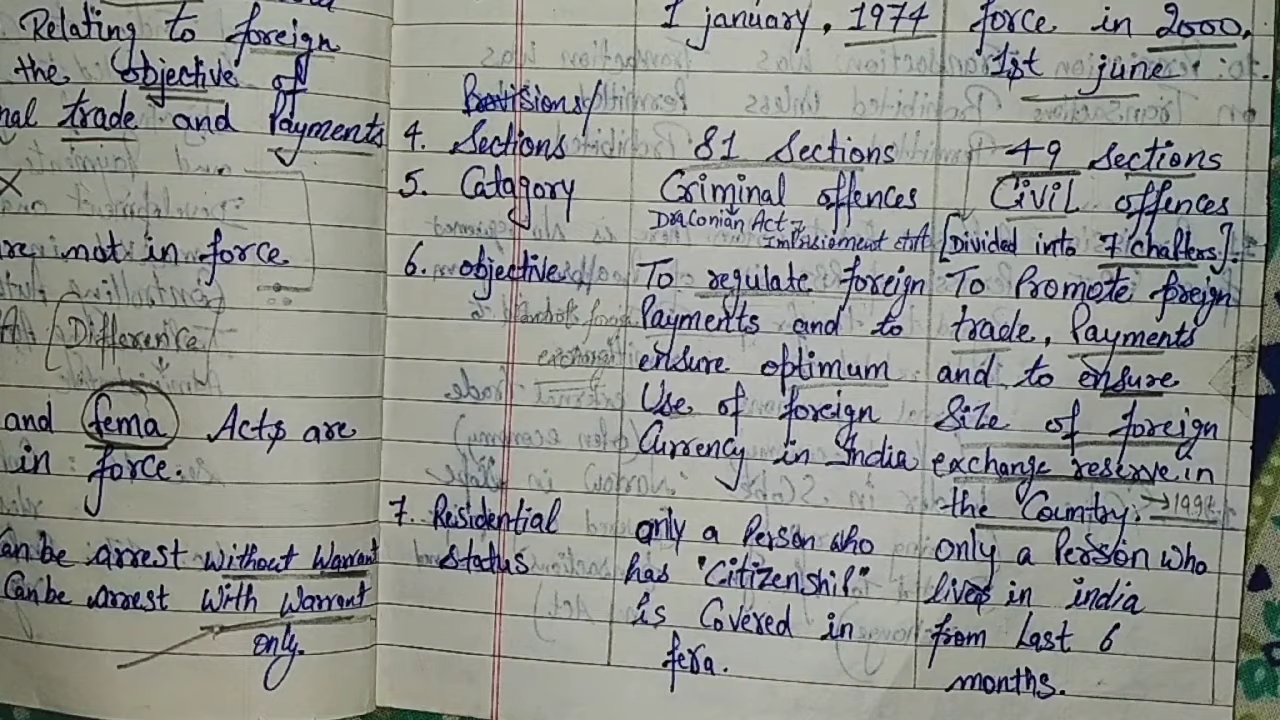 Relating to foreign
the objective of
nal trade and Payments
X
re not in force
A [Difference]
and fema Acts are
in force.
an be arrest without warrant
Can be arrest with warrant
only.
1 january, 1974 force in 2000.
1st june
Provisions/
4. Sections 81 Sections 49 Sections
5. Catagory Criminal offences Civil offences
Draconian Act
[Divided into 7 chapters].
6. objective To regulate foreign To Promote foreign
Payments and to trade, Payments
ensure optimum and to ensure
Use of foreign Size of foreign
Currency in India exchange reserve in
the Country.
7. Residential only a Person who only a Person who
status has "Citizenship" lives in india
is Covered in from last 6
fera. months.